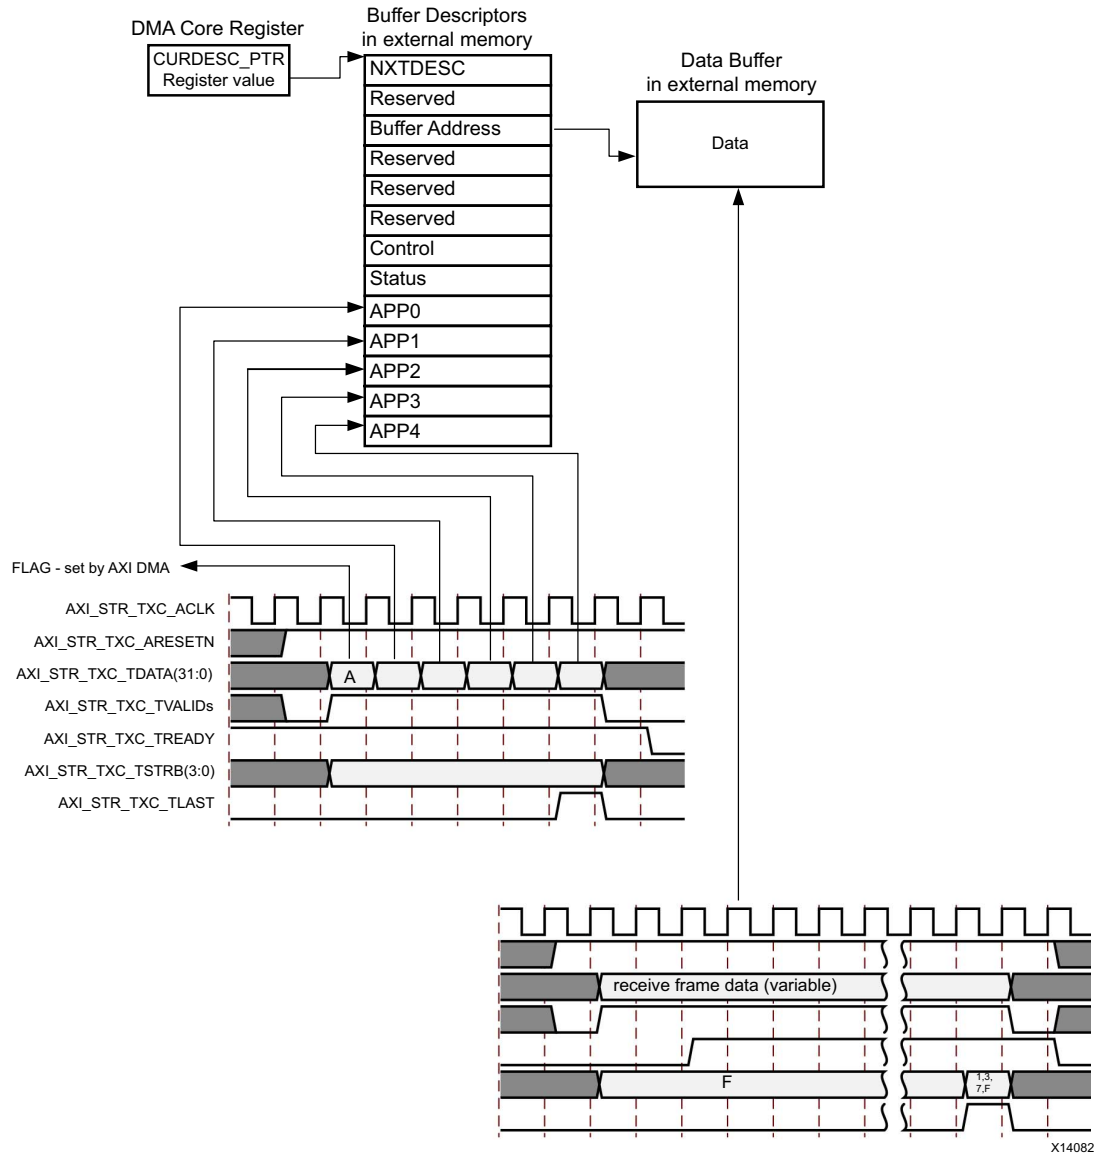 DMA Core Register
CURDESC_PTR
Register value
Buffer Descriptors
in external memory
NXTDESC
Reserved
Buffer Address
Reserved
Reserved
Reserved
Control
Status
APP0
APP1
APP2
APP3
APP4
Data Buffer
in external memory
Data
FLAG - set by AXI DMA
AXI_STR_TXC_ACLK
AXI_STR_TXC_ARESETN
AXI_STR_TXC_TDATA(31:0)
A
AXI_STR_TXC_TVALIDs
AXI_STR_TXC_TREADY
AXI_STR_TXC_TSTRB(3:0)
AXI_STR_TXC_TLAST
receive frame data (variable)
F
1,3,
7,F
X14082